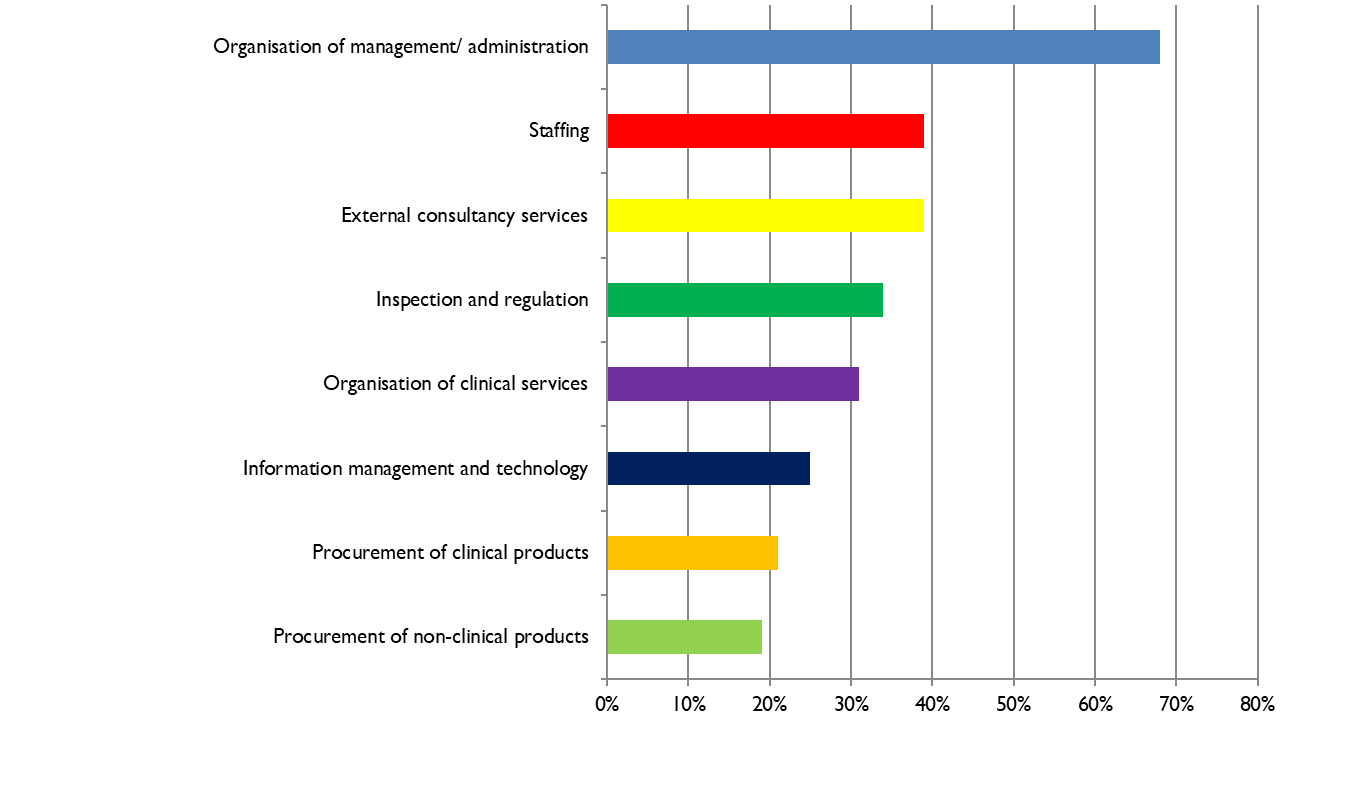 Organisation of management/ administration
Staffing
External consultancy services
Inspection and regulation
Organisation of clinical services
Information management and technology
Procurement of clinical products
Procurement of non-clinical products
0% 10% 20% 30% 40% 50% 60% 70% 80%